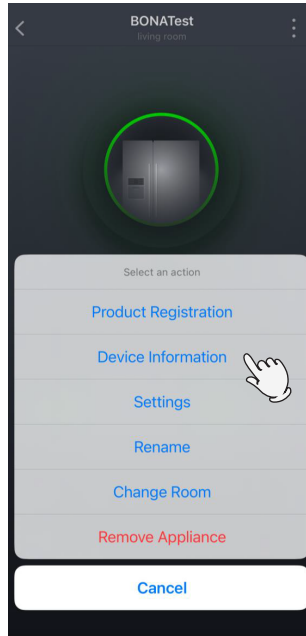 BONATest
living room
Select an action
Product Registration
Device Information
Settings
Rename
Change Room
Remove Appliance
Cancel